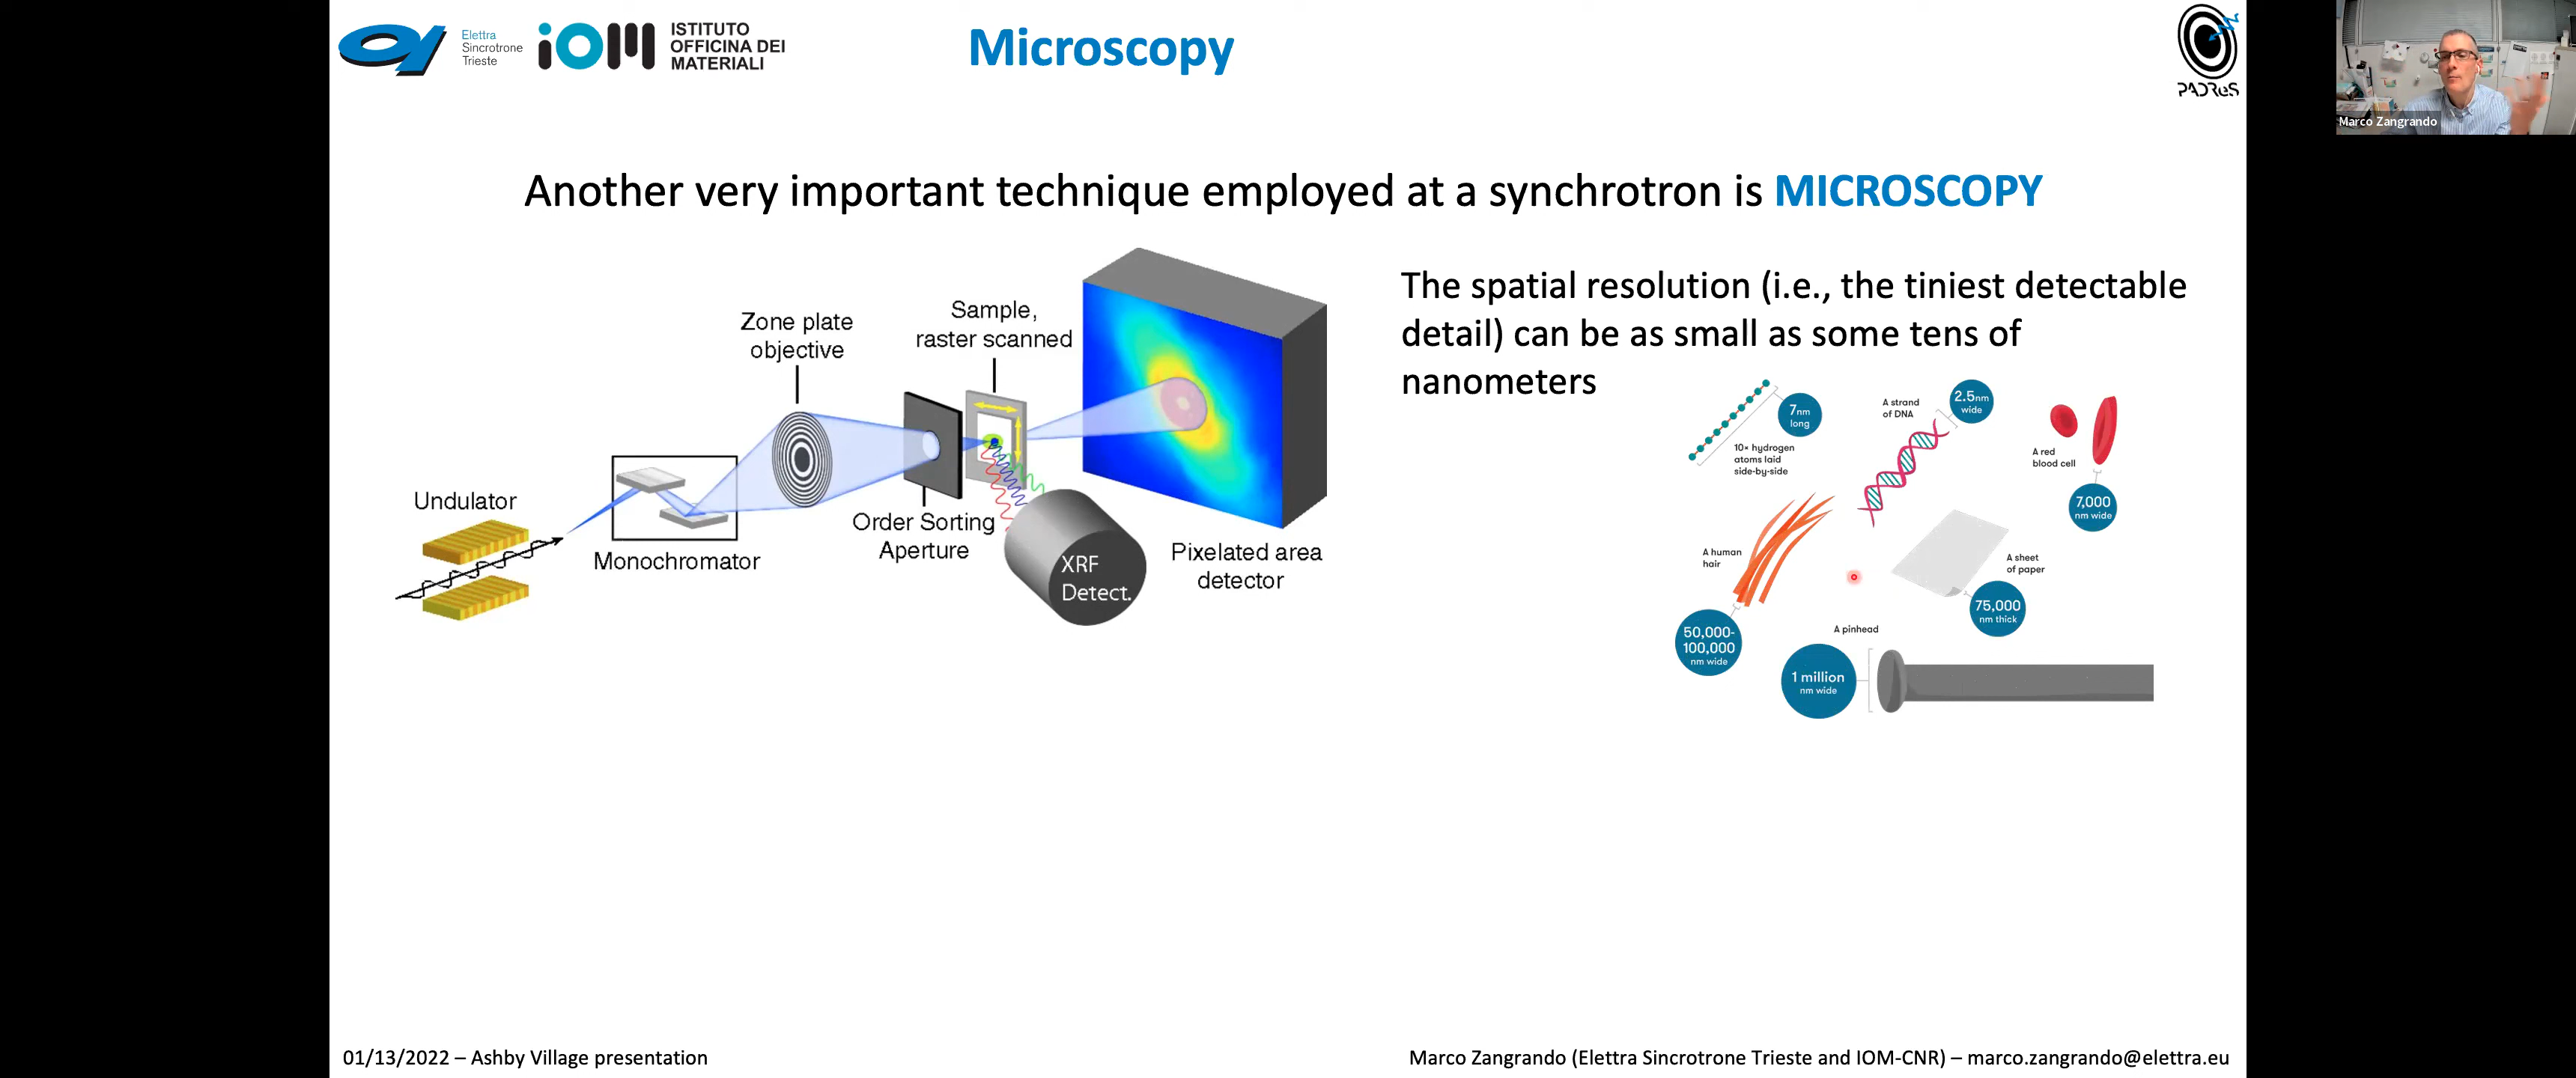 Elettra
Sincrotrone
Trieste
iOM
ISTITUTO
OFFICINA DEI
MATERIALI
Microscopy
PADReS
Marco Zangrando
Another very important technique employed at a synchrotron is MICROSCOPY
Undulator
Monochromator
Zone plate
objective
Order Sorting
Aperture
Sample,
raster scanned
XRF
Detect.
Pixelated area
detector
The spatial resolution (i.e., the tiniest detectable
detail) can be as small as some tens of
nanometers
7nm
long
10× hydrogen
atoms laid
side-by-side
A strand
of DNA
2.5nm
wide
A red
blood cell
7,000
nm wide
A human
hair
50,000-
100,000
nm wide
A sheet
of paper
75,000
nm thick
A pinhead
1 million
nm wide
01/13/2022 – Ashby Village presentation
Marco Zangrando (Elettra Sincrotrone Trieste and IOM-CNR) – marco.zangrando@elettra.eu